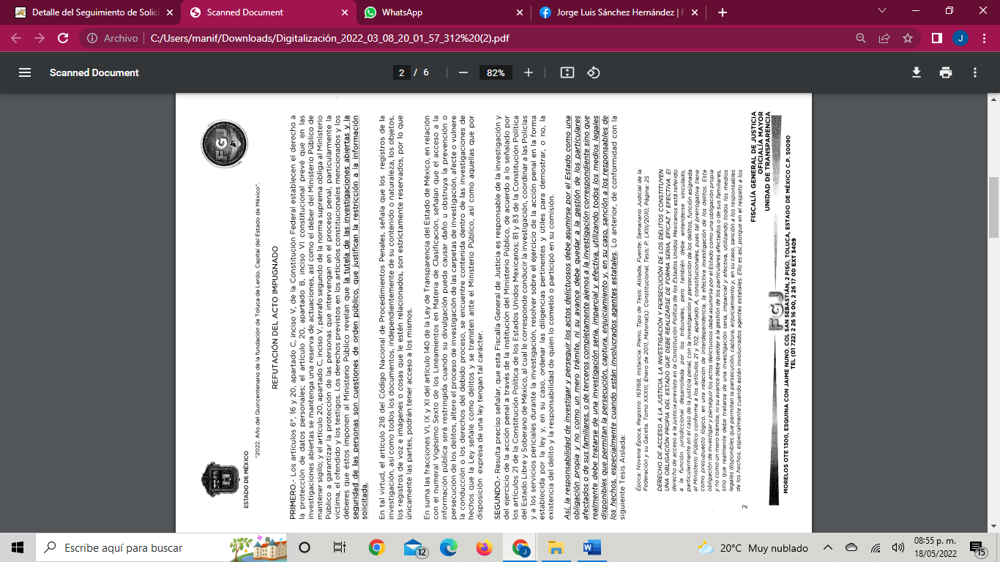 Detalle del Seguimiento de Solici
Scanned Document
WhatsApp
Jorge Luis Sánchez Hernández | F
Archivo
C:/Users/manif/Downloads/Digitalización_2022_03_08_20_01_57_312%20(2).pdf
J
Scanned Document
2 / 6
82%
ESTADO DE MÉXICO
FGJ
"2022. Año del Quincentenario de la fundación de Toluca de Lerdo, Capital del Estado de México".
REFUTACIÓN DEL ACTO IMPUGNADO
PRIMERO.- Los artículos 6°, 16 y 20, apartado C, inciso V, de la Constitución Federal establecen el derecho a
la protección de datos personales; el artículo 20, apartado B, inciso VI constitucional prevé que en las
investigaciones abiertas se mantenga una reserva de actuaciones, así como el deber del Ministerio Público de
mantener sigilo; y el artículo 20, apartado C, inciso V, párrafo segundo de la norma suprema obliga al Ministerio
Público a garantizar la protección de las personas que intervengan en el proceso penal, particularmente la
víctima, el ofendido y los testigos. Los derechos previstos en los artículos constitucionales mencionados y los
deberes que éstos imponen al Ministerio Público revelan que la tutela de las investigaciones abiertas y la
seguridad de las personas son cuestiones de orden público, que justifican la restricción a la información
solicitada.
En tal virtud, el artículo 218 del Código Nacional de Procedimientos Penales, señala que los registros de la
investigación, así como todos los documentos, independientemente de su contenido o naturaleza, los objetos,
los registros de voz e imágenes o cosas que le estén relacionados, son estrictamente reservados, por lo que
únicamente las partes, podrán tener acceso a los mismos.
En suma las fracciones VI, IX y XI del artículo 140 de la Ley de Transparencia del Estado de México, en relación
con el numeral Vigésimo Sexto de los Lineamientos en Materia de Clasificación, señalan que el acceso a la
información pública será restringida cuando su divulgación pueda causar daño u obstruya la prevención o
persecución de los delitos, altere el proceso de investigación de las carpetas de investigación, afecte o vulnere
la conducción o los derechos del debido proceso, se encuentre contenida dentro de las investigaciones de
hechos que la Ley señale como delitos y se tramiten ante el Ministerio Público, así como aquellas que por
disposición expresa de una ley tengan tal carácter.
SEGUNDO.- Resulta preciso señalar, que esta Fiscalía General de Justicia es responsable de la investigación y
del ejercicio de la acción penal a través de la Institución del Ministerio Público, de acuerdo a lo señalado por
los artículos 21 de la Constitución Política de los Estados Unidos Mexicanos; 81 y 83 de la Constitución Política
del Estado Libre y Soberano de México, al cual le corresponde conducir la investigación, coordinar a las Policías
y a los servicios periciales durante la investigación, resolver sobre el ejercicio de la acción penal en la forma
establecida por la ley y, en su caso, ordenar las diligencias pertinentes y útiles para demostrar, o no, la
existencia del delito y la responsabilidad de quien lo cometió o participó en su comisión.
Así, la responsabilidad de investigar y perseguir los actos delictuosos debe asumirse por el Estado como una
obligación propia y no como un mero trámite, ni su avance debe quedar a la gestión de los particulares
afectados o de sus familiares, o de terceros completamente ajenos a la investigación correspondiente sino que
realmente debe tratarse de una investigación seria, imparcial y efectiva, utilizando todos los medios legales
disponibles que permitan la persecución, captura, enjuiciamiento y, en su caso, sanción a los responsables de
los hechos, especialmente cuando están involucrados agentes estatales. Lo anterior, de conformidad con la
siguiente Tesis Aislada:
Época: Novena Época, Registro: 163168, Instancia: Pleno, Tipo de Tesis: Aislada, Fuente: Semanario Judicial de la
Federación y su Gaceta, Tomo XXXIII, Enero de 2011, Materia(s): Constitucional, Tesis: P. LXIII/2010, Página: 25
DERECHO DE ACCESO A LA JUSTICIA. LA INVESTIGACIÓN Y PERSECUCIÓN DE LOS DELITOS CONSTITUYEN
UNA OBLIGACIÓN PROPIA DEL ESTADO QUE DEBE REALIZARSE DE FORMA SERIA, EFICAZ Y EFECTIVA. El
derecho de acceso a la justicia previsto en la Constitución Política de los Estados Unidos Mexicanos está referido
a la función jurisdiccional desarrollada por los tribunales, pero también debe entenderse vinculado,
particularmente en el caso de la justicia penal, con la investigación y persecución de los delitos, función asignada
al Ministerio Público conforme a los artículos 21 y 102, apartado A, constitucionales, pues tal prerrogativa tiene
como presupuesto lógico, en una relación de interdependencia, la efectiva investigación de los delitos. Esta
obligación de investigar y perseguir los actos delictuosos debe asumirse por el Estado como una obligación propia
y no como un mero trámite, ni su avance debe quedar a la gestión de los particulares afectados o de sus familiares,
sino que realmente debe tratarse de una investigación seria, imparcial y efectiva, utilizando todos los medios
legales disponibles que permitan la persecución, captura, enjuiciamiento y, en su caso, sanción a los responsables
de los hechos, especialmente cuando están involucrados agentes estatales. Ello es así, porque en el respeto a los
2
FISCALÍA GENERAL DE JUSTICIA
OFICIALÍA MAYOR
UNIDAD DE TRANSPARENCIA
FGJ
MORELOS OTE 1300, ESQUINA CON JAIME NUNO. COL SAN SEBASTIÁN, 2 PISO, TOLUCA, ESTADO DE MÉXICO C.P. 50090
TEL (01 722) 2 26 16 00, 2 26 17 00 EXT 3409
Escribe aquí para buscar
12
J
20°C Muy nublado
08:55 p. m.
18/05/2022
15